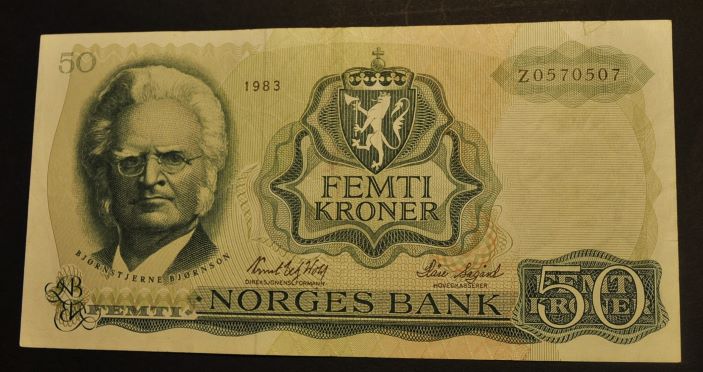 50
1983
Z0570507
FEMTI
KRONER
BJØRNSTJERNE BJØRNSON
DIREKSJONENS FORMANN
HOVEDKASSERER
FEMTI
NORGES BANK
FEMTI
KRONER
50